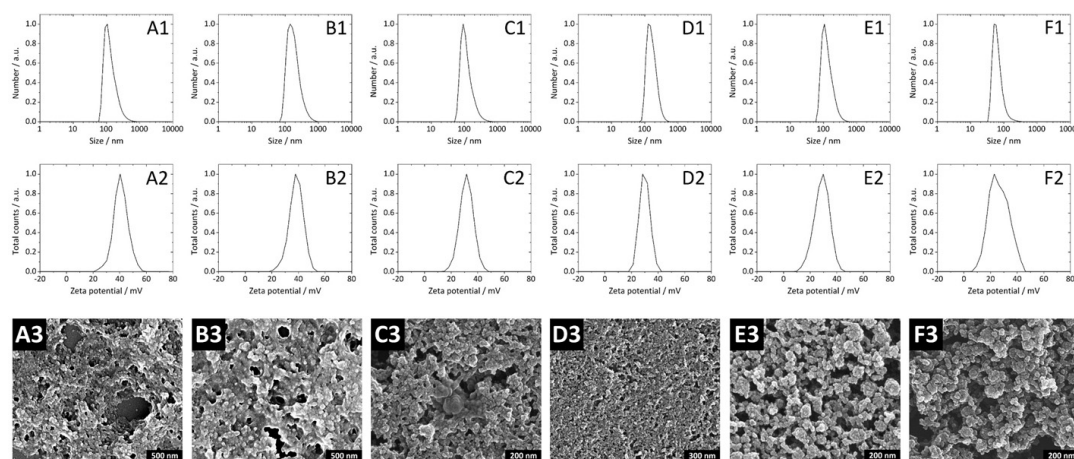 A1
B1
C1
D1
E1
F1
Number / a.u.
1.0
0.8
0.6
0.4
0.2
0.0
1 10 100 1000 10000
Size / nm
Number / a.u.
1.0
0.8
0.6
0.4
0.2
0.0
1 10 100 1000 10000
Size / nm
Number / a.u.
1.0
0.8
0.6
0.4
0.2
0.0
1 10 100 1000 10000
Size / nm
Number / a.u.
1.0
0.8
0.6
0.4
0.2
0.0
1 10 100 1000 10000
Size / nm
Number / a.u.
1.0
0.8
0.6
0.4
0.2
0.0
1 10 100 1000 10000
Size / nm
Number / a.u.
1.0
0.8
0.6
0.4
0.2
0.0
1 10 100 1000 10000
Size / nm
A2
B2
C2
D2
E2
F2
Total counts / a.u.
1.0
0.8
0.6
0.4
0.2
0.0
-20 0 20 40 60 80
Zeta potential / mV
Total counts / a.u.
1.0
0.8
0.6
0.4
0.2
0.0
-20 0 20 40 60 80
Zeta potential / mV
Total counts / a.u.
1.0
0.8
0.6
0.4
0.2
0.0
-20 0 20 40 60 80
Zeta potential / mV
Total counts / a.u.
1.0
0.8
0.6
0.4
0.2
0.0
-20 0 20 40 60 80
Zeta potential / mV
Total counts / a.u.
1.0
0.8
0.6
0.4
0.2
0.0
-20 0 20 40 60 80
Zeta potential / mV
Total counts / a.u.
1.0
0.8
0.6
0.4
0.2
0.0
-20 0 20 40 60 80
Zeta potential / mV
A3
500 nm
B3
500 nm
C3
200 nm
D3
300 nm
E3
200 nm
F3
200 nm